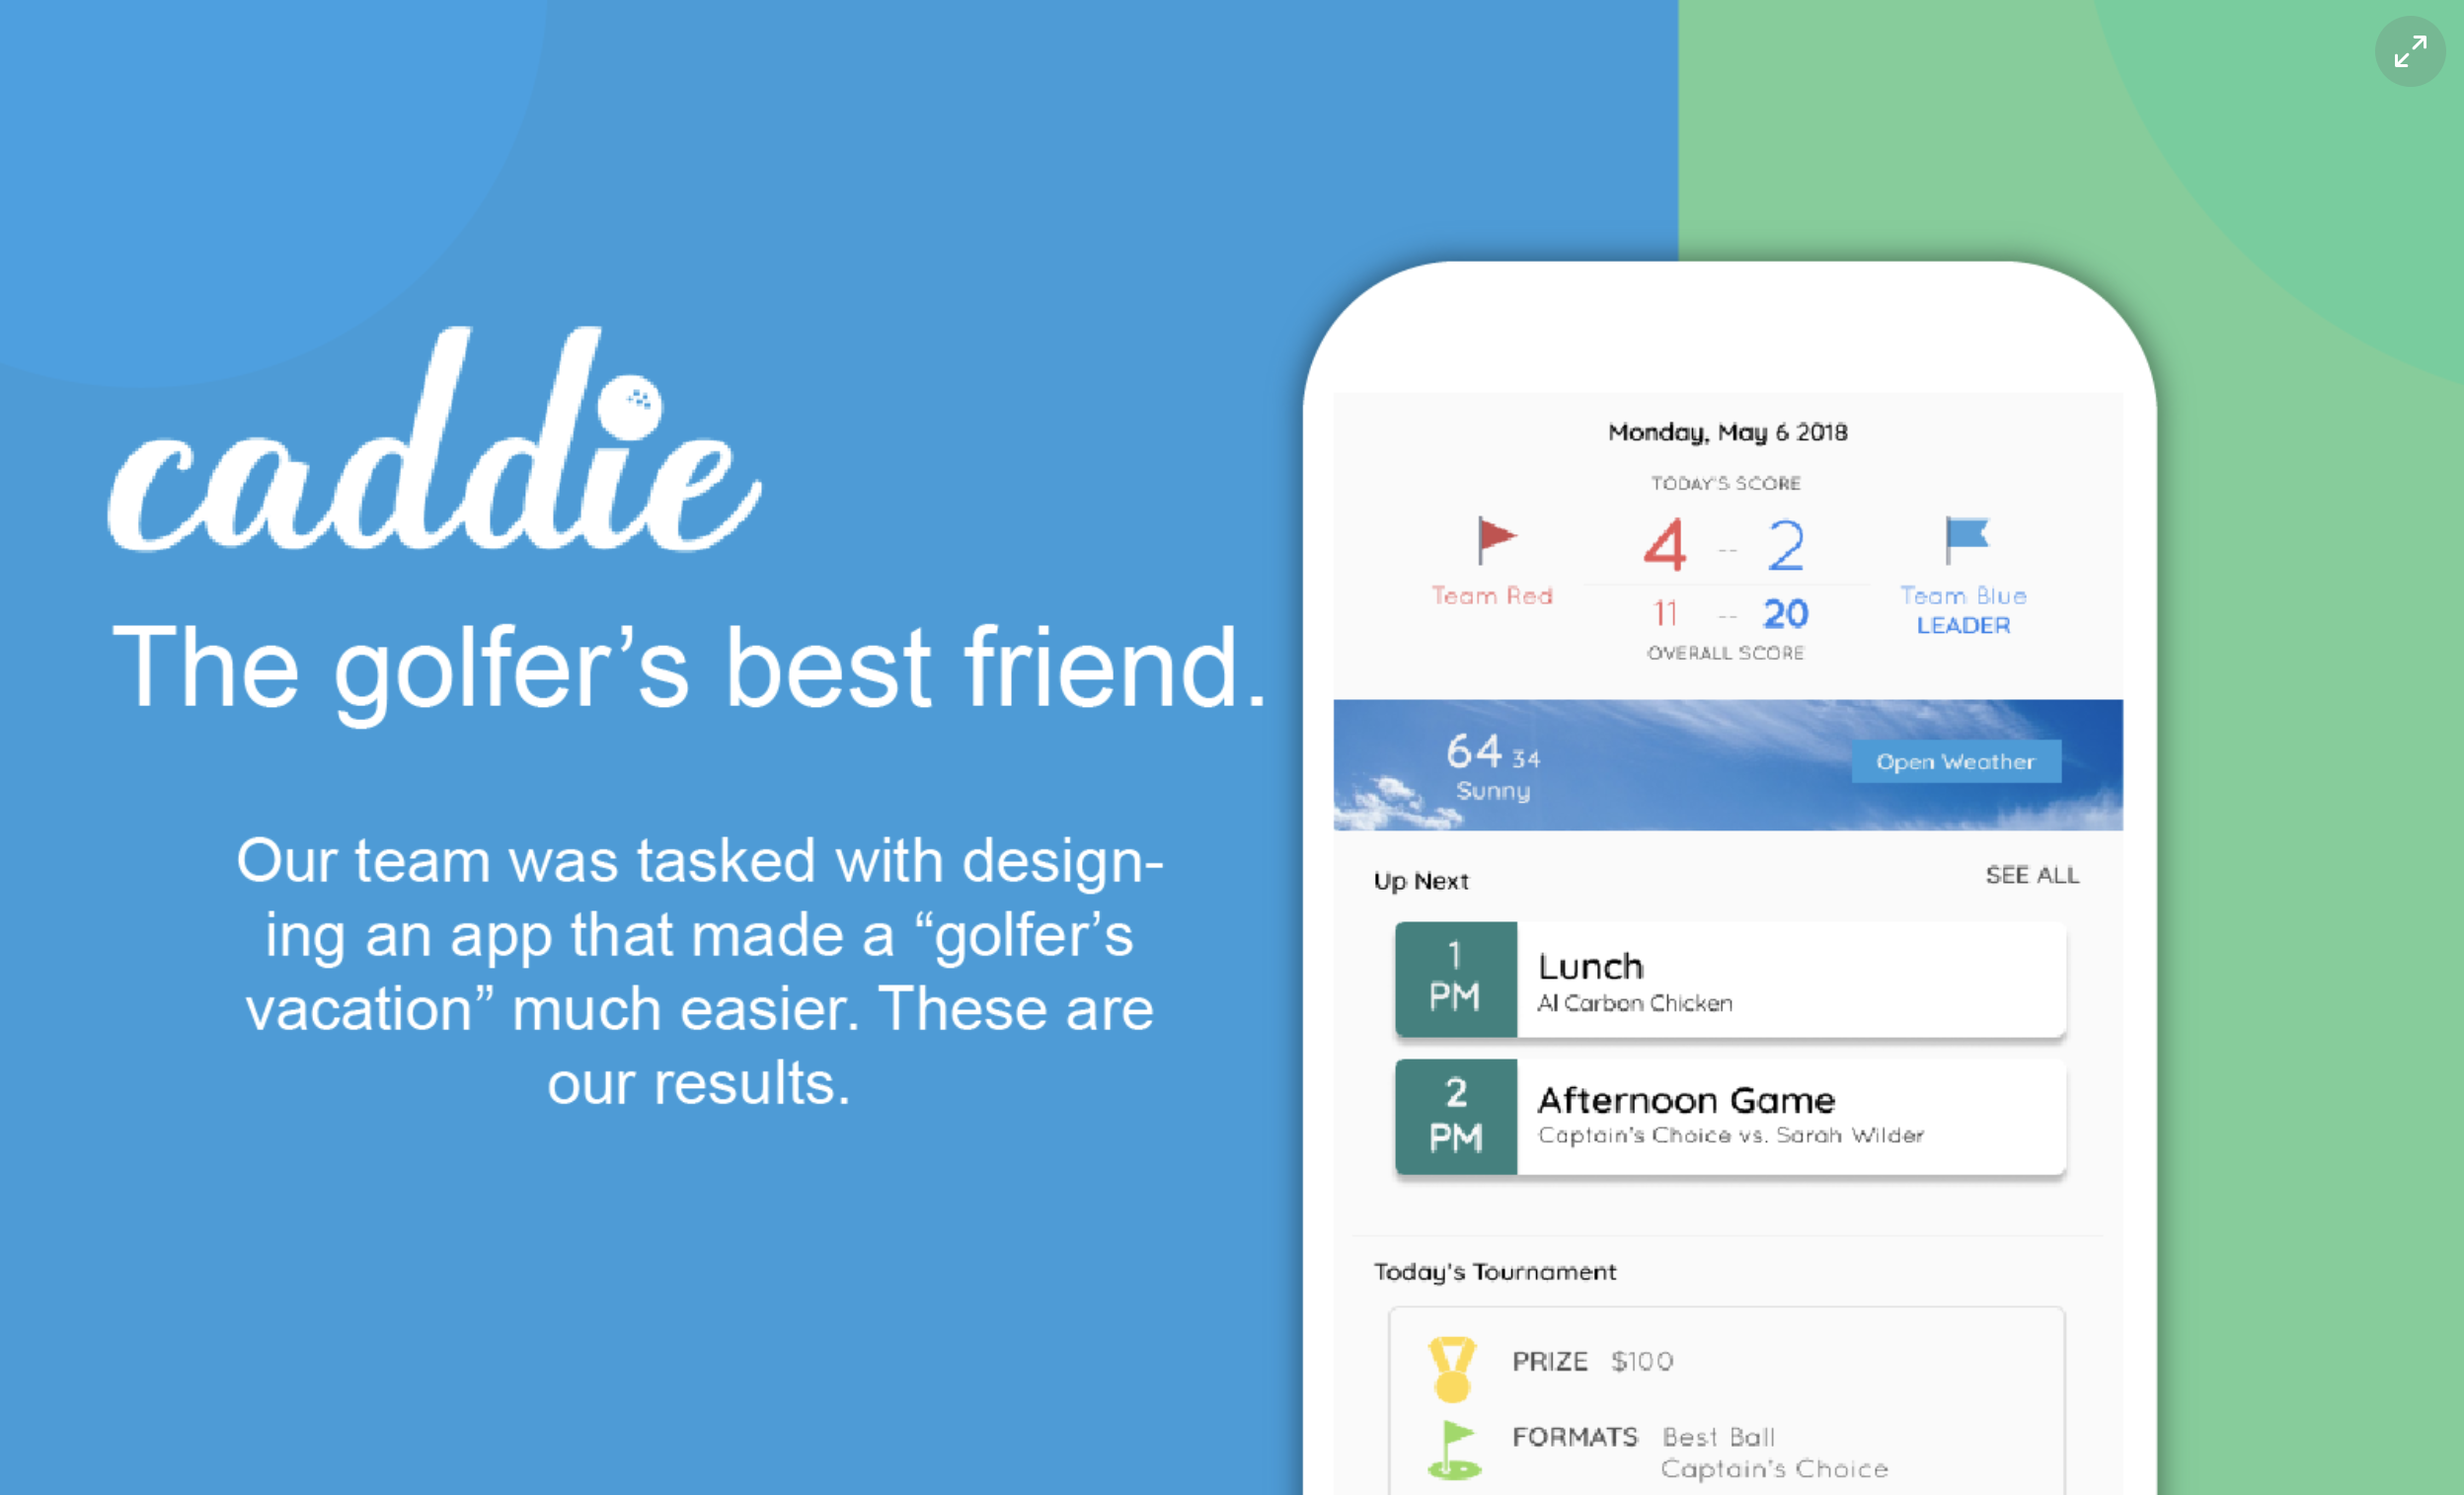 caddie
The golfer’s best friend.
Our team was tasked with design-
ing an app that made a “golfer’s
vacation” much easier. These are
our results.
Monday, May 6 2018
TODAY'S SCORE
4 -- 2
Team Red
Team Blue
LEADER
11 -- 20
OVERALL SCORE
64 34
Sunny
Open Weather
Up Next
SEE ALL
1
PM
Lunch
Al Carbon Chicken
2
PM
Afternoon Game
Captain's Choice vs. Sarah Wilder
Today's Tournament
PRIZE $100
FORMATS Best Ball
Captain's Choice